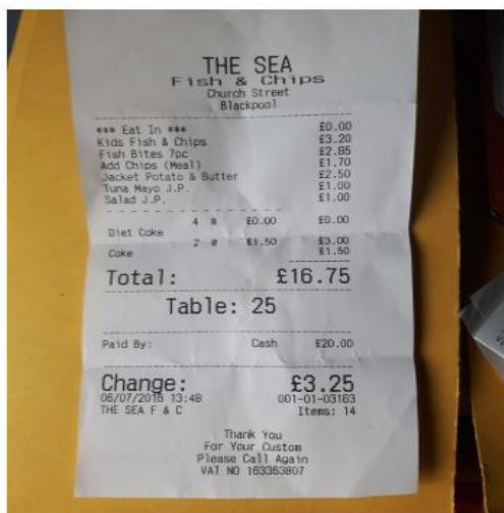 THE SEA
Fish & Chips
Church Street
Blackpool
*** Eat In *** £0.00
Kids Fish & Chips £3.20
Fish Bites 7pc £2.85
Add Chips (Meal) £1.70
Jacket Potato & Butter £2.50
Tuna Mayo J.P. £1.00
Salad J.P. £1.00
4 @ £0.00 £0.00
Diet Coke
2 @ £1.50 £3.00
Coke £1.50
Total: £16.75
Table: 25
Paid By: Cash £20.00
Change: £3.25
06/07/2018 13:48 001-01-03163
THE SEA F & C Items: 14
Thank You
For Your Custom
Please Call Again
VAT NO 163363807